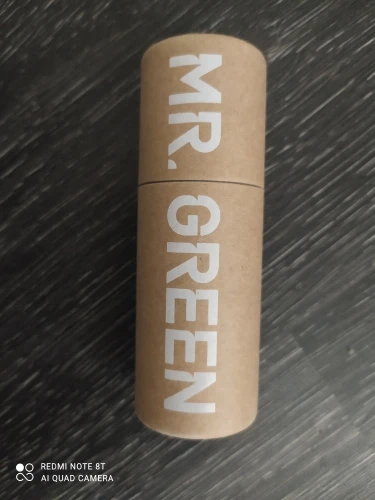 MR. GREEN
REDMI NOTE 8T
AI QUAD CAMERA